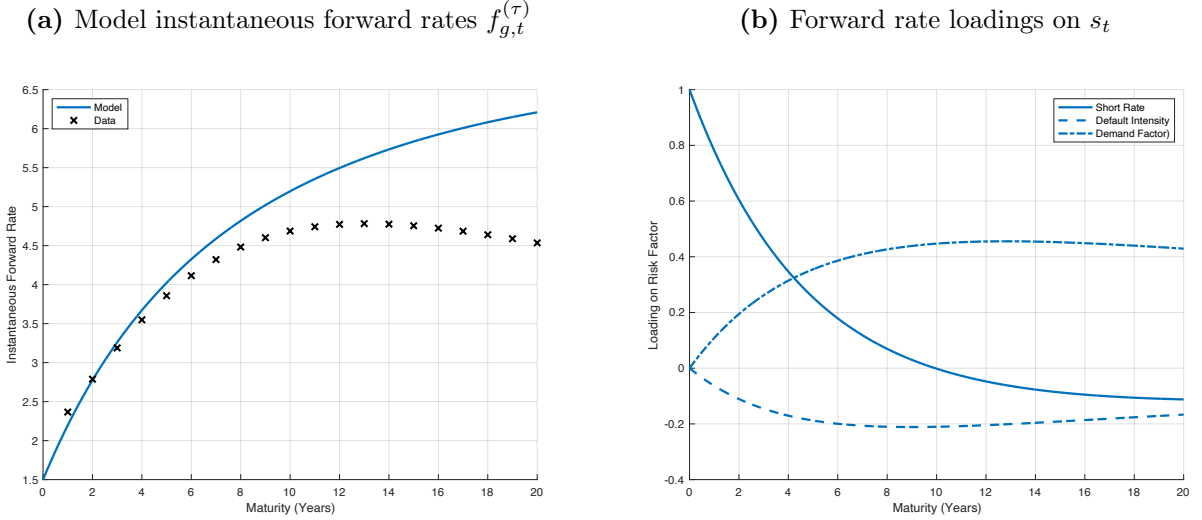 (a) Model instantaneous forward rates f_{g,t}^{(τ)}
6.5
6
5.5
5
4.5
4
3.5
3
2.5
2
1.5
Instantaneous Forward Rate
Model
Data
0 2 4 6 8 10 12 14 16 18 20
Maturity (Years)
(b) Forward rate loadings on s_t
1
0.8
0.6
0.4
0.2
0
-0.2
-0.4
Loading on Risk Factor
Short Rate
Default Intensity
Demand Factor)
0 2 4 6 8 10 12 14 16 18 20
Maturity (Years)